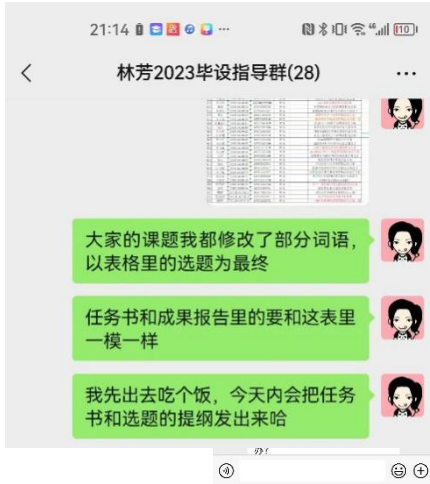 21:14
林芳2023毕设指导群(28)
大家的课题我都修改了部分词语，
以表格里的选题为最终
任务书和成果报告里的要和这表里
一模一样
我先出去吃个饭，今天内会把任务
书和选题的提纲发出来哈